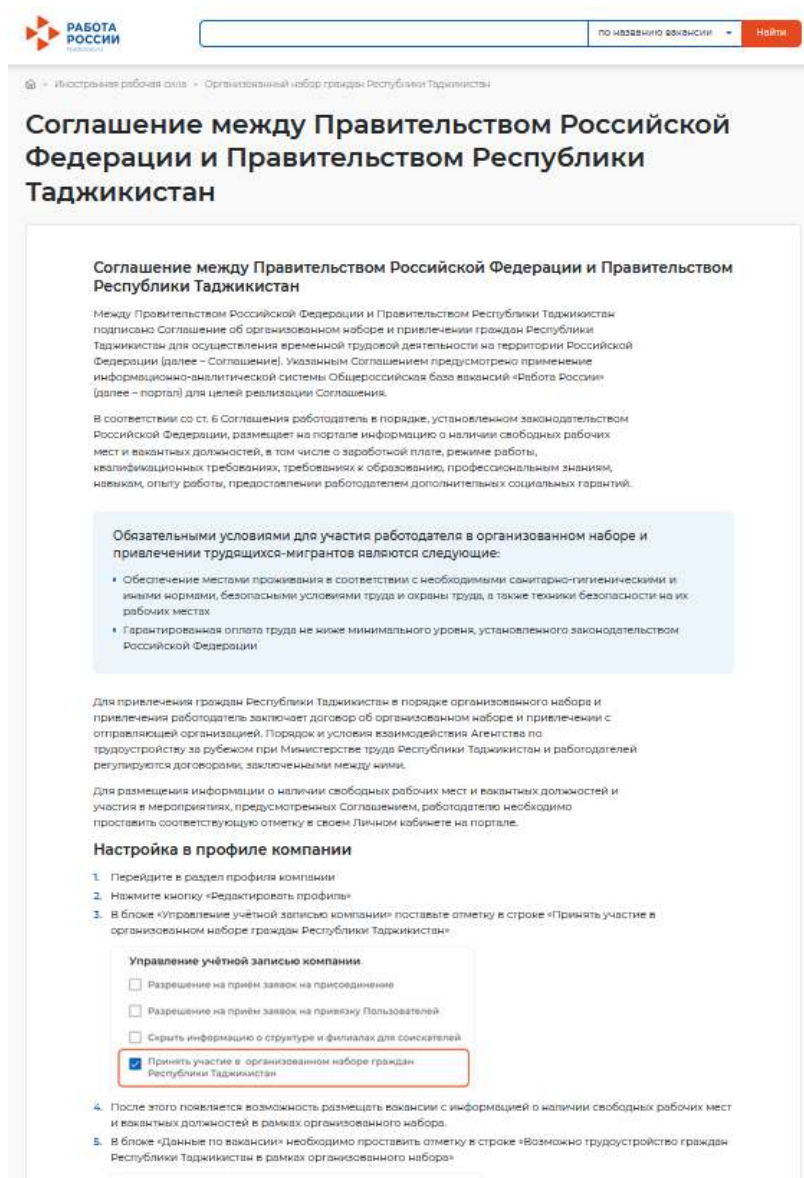 РАБОТА
РОССИИ
по названию вакансии
Найти
Иностранная рабочая сила
Организованный набор граждан Республики Таджикистан
Соглашение между Правительством Российской
Федерации и Правительством Республики
Таджикистан
Соглашение между Правительством Российской Федерации и Правительством
Республики Таджикистан
Между Правительством Российской Федерации и Правительством Республики Таджикистан
подписано Соглашение об организованном наборе и привлечении граждан Республики
Таджикистан для осуществления временной трудовой деятельности на территории Российской
Федерации (далее – Соглашение). Указанным Соглашением предусмотрено применение
информационно-аналитической системы Общероссийская база вакансий «Работа России»
(далее – портал) для целей реализации Соглашения.
В соответствии со ст. 6 Соглашения работодатель в порядке, установленном законодательством
Российской Федерации, размещает на портале информацию о наличии свободных рабочих
мест и вакантных должностей, в том числе о заработной плате, режиме работы,
квалификационных требованиях, требованиях к образованию, профессиональным знаниям,
навыкам, опыту работы, предоставлении работодателем дополнительных социальных гарантий.
Обязательными условиями для участия работодателя в организованном наборе и
привлечении трудящихся-мигрантов являются следующие:
• Обеспечение местами проживания в соответствии с необходимыми санитарно-гигиеническими и
иными нормами, безопасными условиями труда и охраны труда, а также техники безопасности на их
рабочих местах
• Гарантированная оплата труда не ниже минимального уровня, установленного законодательством
Российской Федерации
Для привлечения граждан Республики Таджикистан в порядке организованного набора и
привлечения работодатель заключает договор об организованном наборе и привлечении с
отправляющей организацией. Порядок и условия взаимодействия Агентства по
трудоустройству за рубежом при Министерстве труда Республики Таджикистан и работодателей
регулируются договорами, заключенными между ними.
Для размещения информации о наличии свободных рабочих мест и вакантных должностей и
участия в мероприятиях, предусмотренных Соглашением, работодателю необходимо
проставить соответствующую отметку в своем Личном кабинете на портале.
Настройка в профиле компании
1. Перейдите в раздел профиля компании
2. Нажмите кнопку «Редактировать профиль»
3. В блоке «Управление учётной записью компании» поставьте отметку в строке «Принять участие в
организованном наборе граждан Республики Таджикистан»
Управление учётной записью компании
Разрешение на приём заявок на присоединение
Разрешение на приём заявок на привязку Пользователей
Скрыть информацию о структуре и филиалах для соискателей
Принять участие в организованном наборе граждан
Республики Таджикистан
4. После этого появляется возможность размещать вакансии с информацией о наличии свободных рабочих мест
и вакантных должностей в рамках организованного набора.
5. В блоке «Данные по вакансии» необходимо проставить отметку в строке «Возможно трудоустройство граждан
Республики Таджикистан в рамках организованного набора»